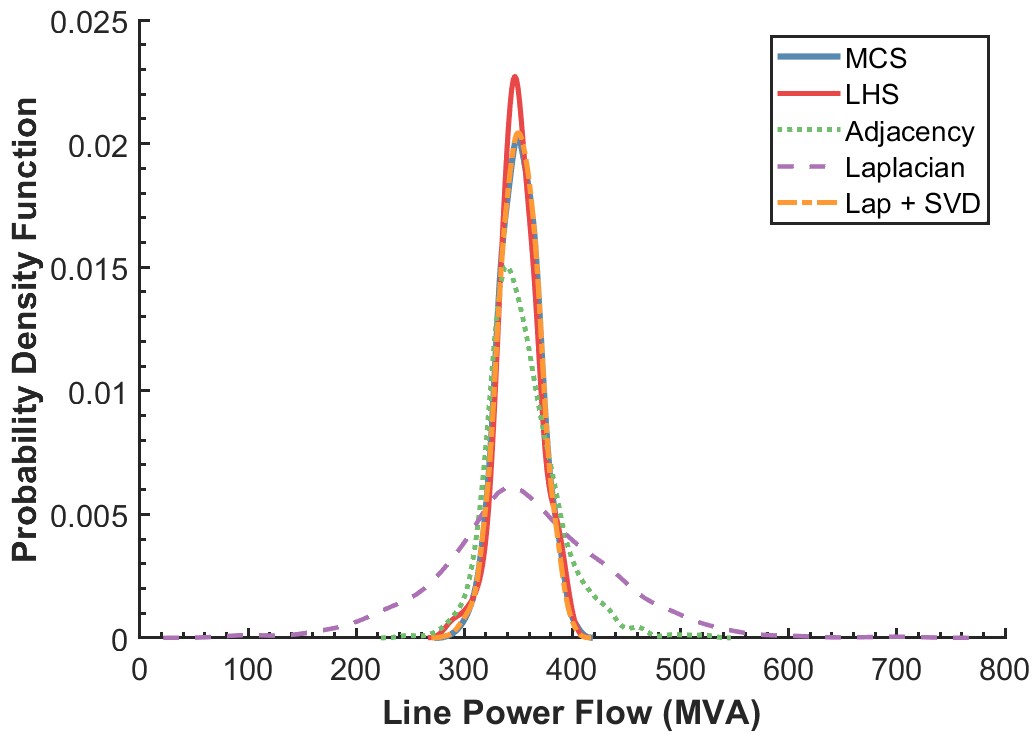 0.025
0.02
0.015
0.01
0.005
0
Probability Density Function
MCS
LHS
Adjacency
Laplacian
Lap + SVD
0 100 200 300 400 500 600 700 800
Line Power Flow (MVA)